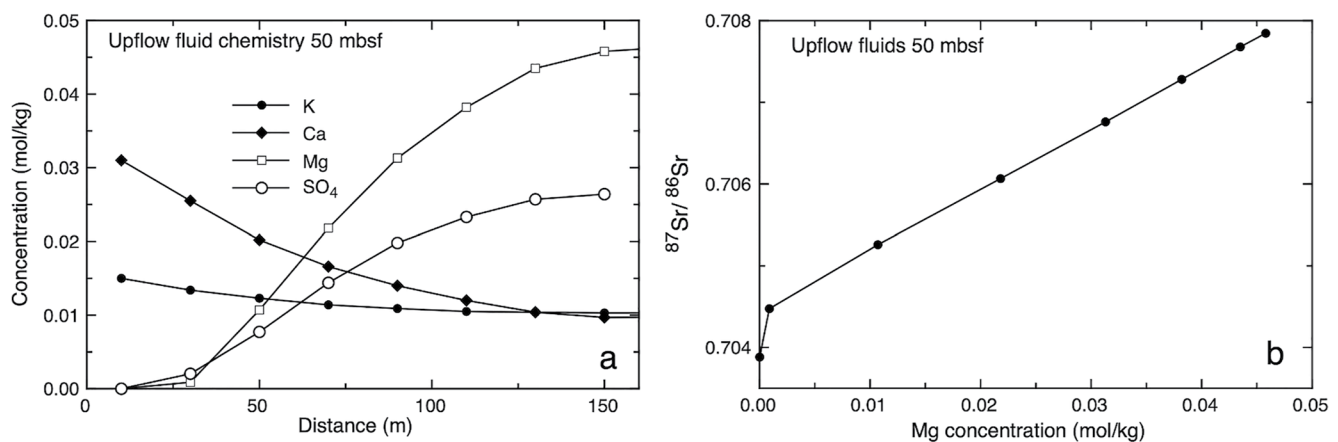 Upflow fluid chemistry 50 mbsf
K
Ca
Mg
SO4
0.05
0.04
0.03
0.02
0.01
0.00
Concentration (mol/kg)
0 50 100 150
Distance (m)
a
Upflow fluids 50 mbsf
0.708
0.706
0.704
87Sr/ 86Sr
0.00 0.01 0.02 0.03 0.04 0.05
Mg concentration (mol/kg)
b